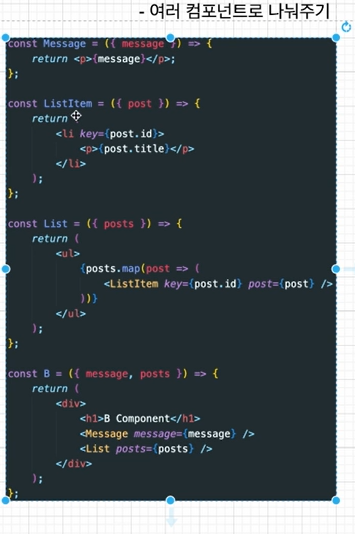 - 여러 컴포넌트로 나눠주기
const Message = ({ message }) => {
    return <p>{message}</p>;
};
const ListItem = ({ post }) => {
    return
        <li key={post.id}>
            <p>{post.title}</p>
        </li>
    );
};
const List = ({ posts }) => {
    return (
        <ul>
            {posts.map(post => (
                <ListItem key={post.id} post={post} />
            ))}
        </ul>
    );
};
const B = ({ message, posts }) => {
    return (
        <div>
            <h1>B Component</h1>
            <Message message={message} />
            <List posts={posts} />
        </div>
    );
};